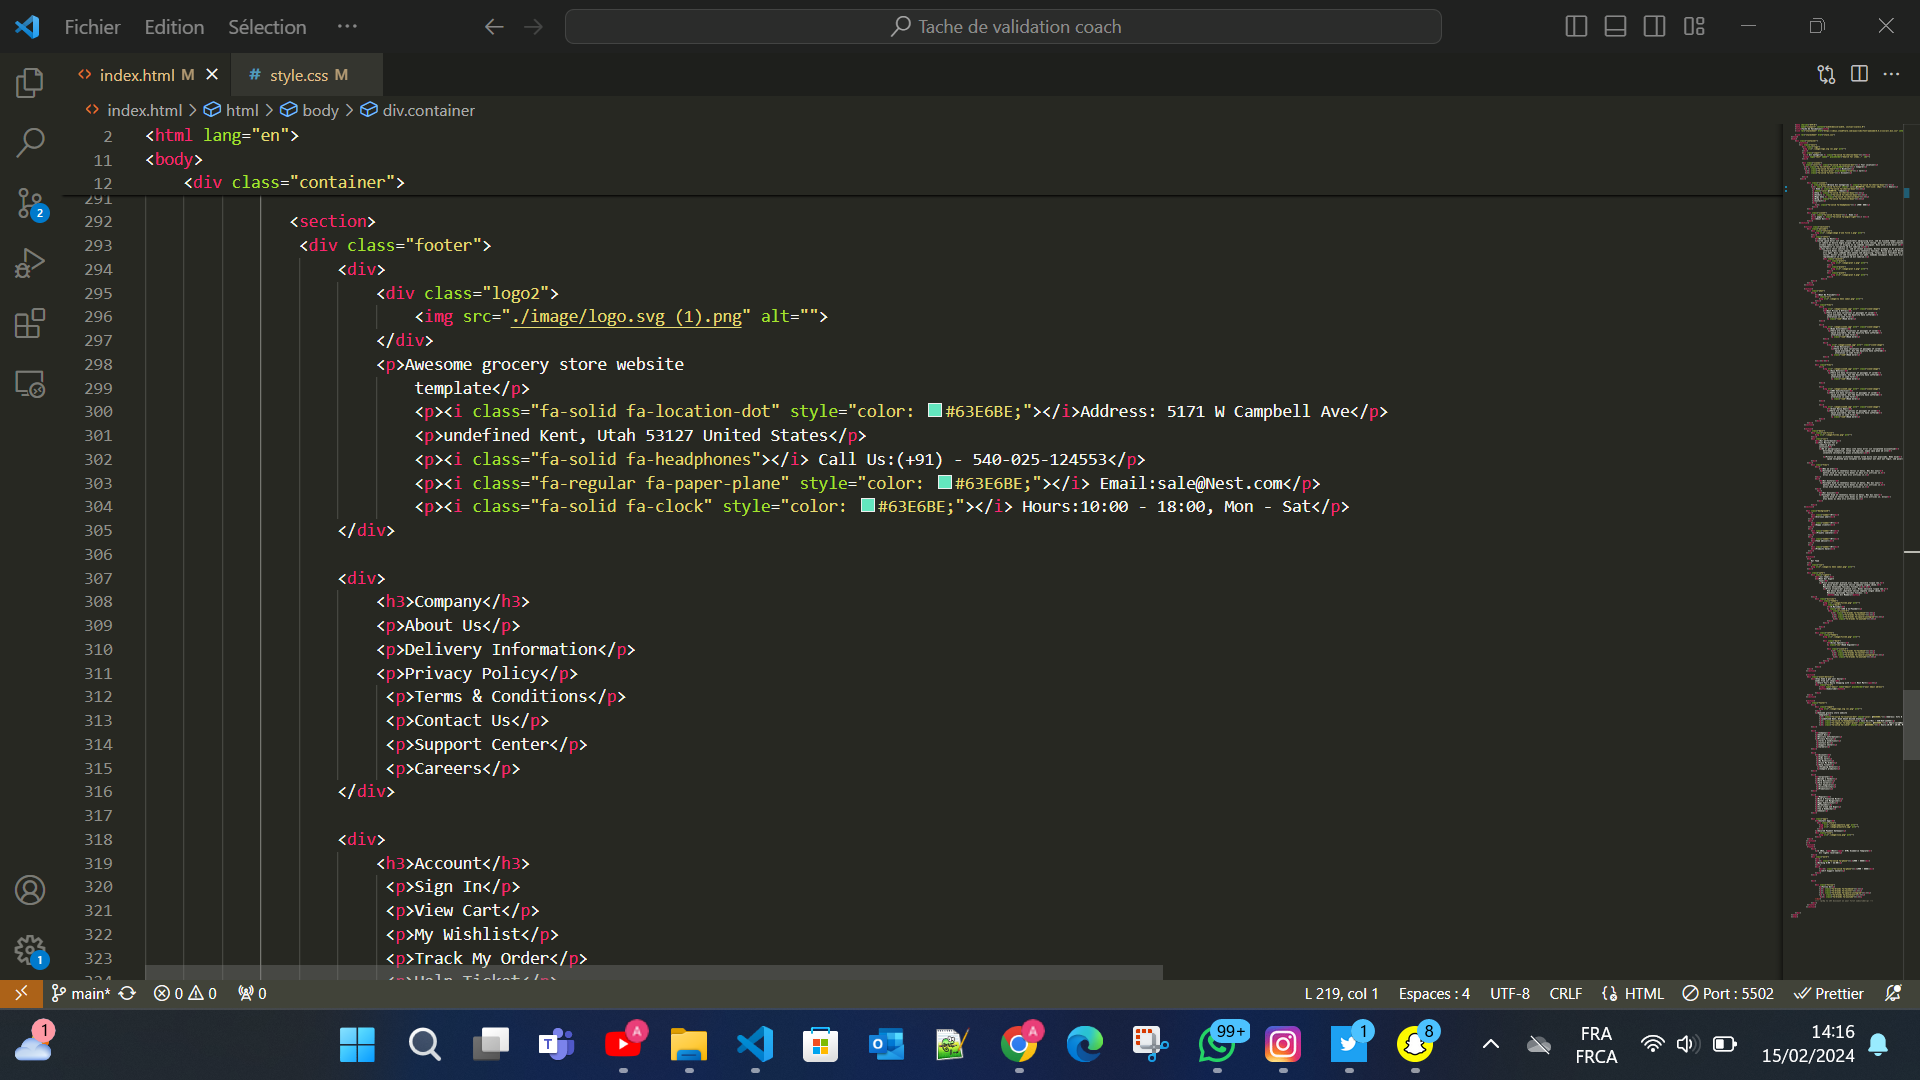 Fichier Edition Sélection ··· Tache de validation coach
index.html M style.css M
index.html > html > body > div.container
2 <html lang="en">
11 <body>
12 <div class="container">
291
292 <section>
293 <div class="footer">
294 <div>
295 <div class="logo2">
296 <img src="./image/logo.svg (1).png" alt="">
297 </div>
298 <p>Awesome grocery store website
299 template</p>
300 <p><i class="fa-solid fa-location-dot" style="color: #63E6BE;"></i>Address: 5171 W Campbell Ave</p>
301 <p>undefined Kent, Utah 53127 United States</p>
302 <p><i class="fa-solid fa-headphones"></i> Call Us:(+91) - 540-025-124553</p>
303 <p><i class="fa-regular fa-paper-plane" style="color: #63E6BE;"></i> Email:sale@Nest.com</p>
304 <p><i class="fa-solid fa-clock" style="color: #63E6BE;"></i> Hours:10:00 - 18:00, Mon - Sat</p>
305 </div>
306
307 <div>
308 <h3>Company</h3>
309 <p>About Us</p>
310 <p>Delivery Information</p>
311 <p>Privacy Policy</p>
312 <p>Terms & Conditions</p>
313 <p>Contact Us</p>
314 <p>Support Center</p>
315 <p>Careers</p>
316 </div>
317
318 <div>
319 <h3>Account</h3>
320 <p>Sign In</p>
321 <p>View Cart</p>
322 <p>My Wishlist</p>
323 <p>Track My Order</p>
324 <p>Help Ticket</p>
2
1
main* 0 0 0 L 219, col 1 Espaces : 4 UTF-8 CRLF HTML Port : 5502 Prettier
1 A A 99+ 1 8 FRA 14:16
FRCA 15/02/2024